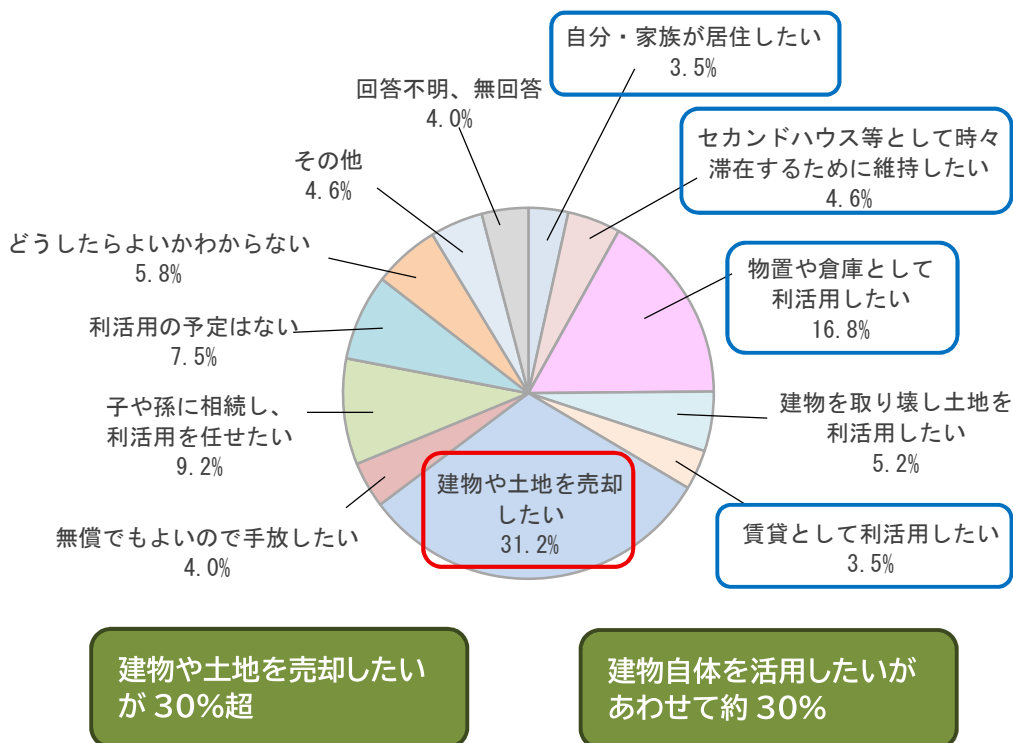 自分・家族が居住したい
3.5%
セカンドハウス等として時々
滞在するために維持したい
4.6%
物置や倉庫として
利活用したい
16.8%
建物を取り壊し土地を
利活用したい
5.2%
賃貸として利活用したい
3.5%
建物や土地を売却
したい
31.2%
無償でもよいので手放したい
4.0%
子や孫に相続し、
利活用を任せたい
9.2%
利活用の予定はない
7.5%
どうしたらよいかわからない
5.8%
その他
4.6%
回答不明、無回答
4.0%
建物や土地を売却したい
が 30%超
建物自体を活用したいが
あわせて約 30%